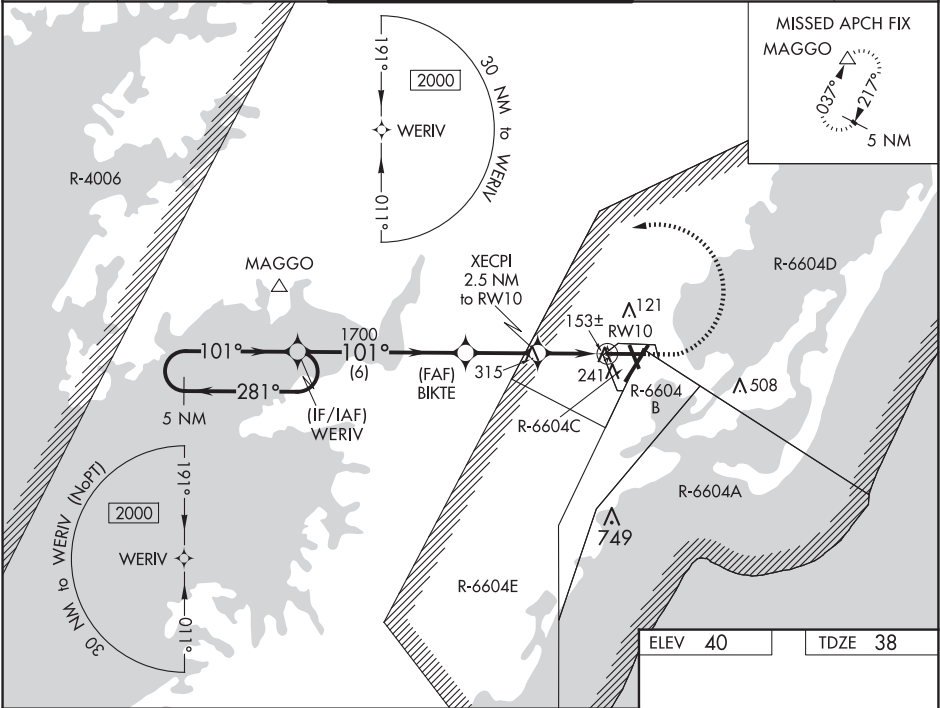 MISSED APCH FIX
MAGGO
037°
217°
5 NM
191°
2000
30 NM to WERIV
WERIV
011°
R-4006
R-6604D
MAGGO
XECPI
2.5 NM
to RW10
121
153±
RW10
1700
101°
101°
(6)
(FAF)
BIKTE
315
241
R-6604
B
508
281°
5 NM
(IF/IAF)
WERIV
R-6604C
R-6604A
30 NM to WERIV (NoPT)
191°
2000
WERIV
011°
749
R-6604E
ELEV 40
TDZE 38